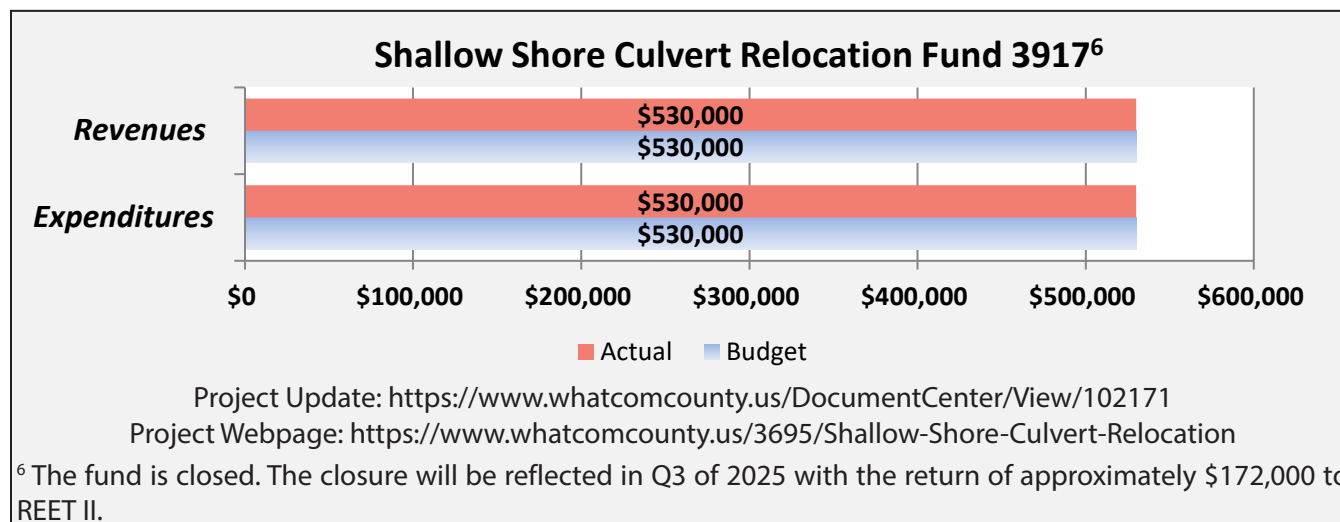 Shallow Shore Culvert Relocation Fund 3917⁶
Revenues
$530,000
$530,000
Expenditures
$530,000
$530,000
$0 $100,000 $200,000 $300,000 $400,000 $500,000 $600,000
Actual Budget
Project Update: https://www.whatcomcounty.us/DocumentCenter/View/102171
Project Webpage: https://www.whatcomcounty.us/3695/Shallow-Shore-Culvert-Relocation
⁶ The fund is closed. The closure will be reflected in Q3 of 2025 with the return of approximately $172,000 to
REET II.